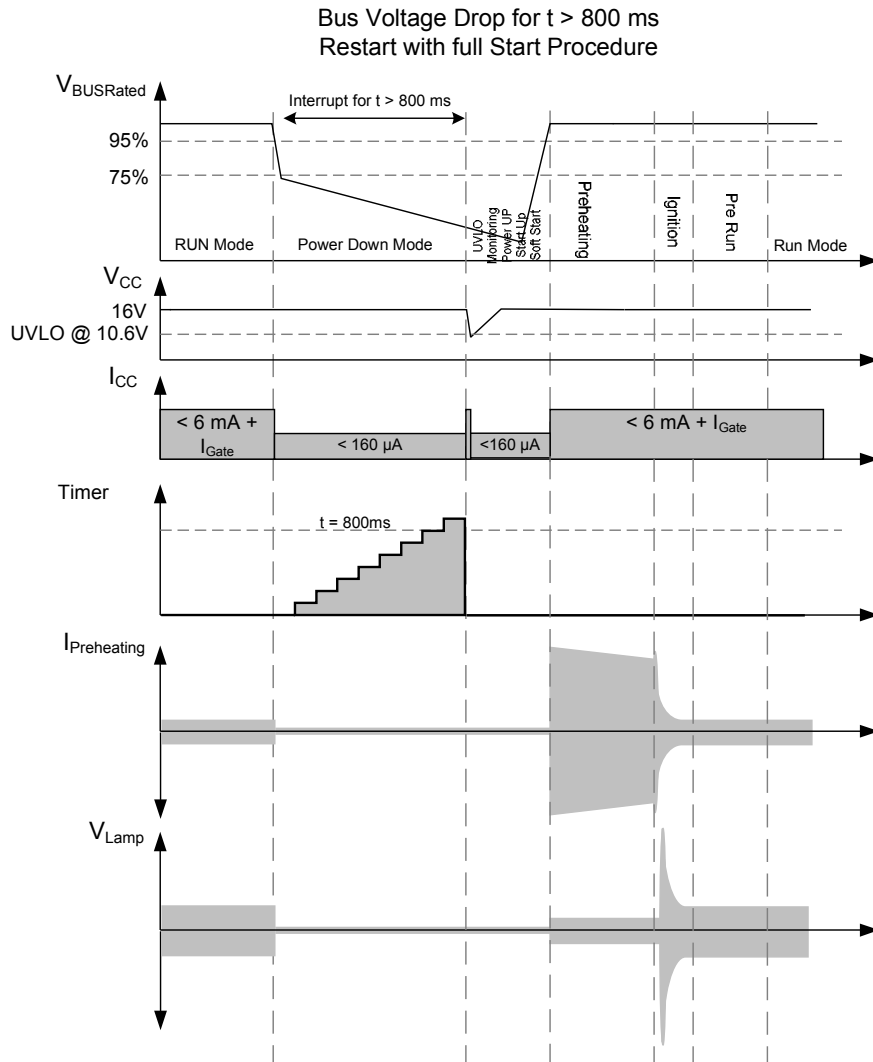 Bus Voltage Drop for t > 800 ms
Restart with full Start Procedure
VBUSRated
Interrupt for t > 800 ms
95%
75%
RUN Mode
Power Down Mode
UVLO
Monitoring
Power UP
Start Up
Soft Start
Preheating
Ignition
Pre Run
Run Mode
VCC
16V
UVLO @ 10.6V
ICC
< 6 mA +
IGate
< 160 µA
<160 µA
< 6 mA + IGate
Timer
t = 800ms
IPreheating
VLamp